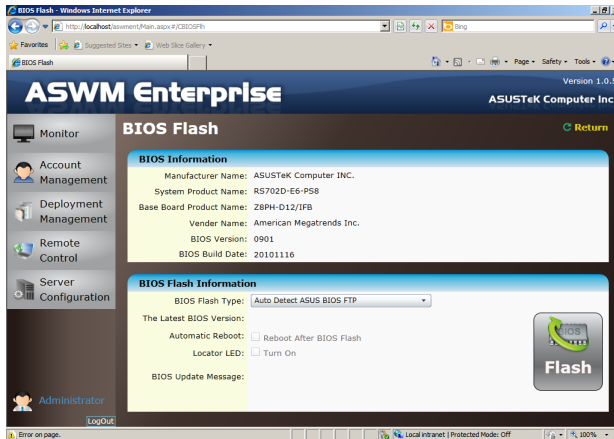 BIOS Flash - Windows Internet Explorer
http://localhost/aswment/Main.aspx#/CBIOSFlh
Bing
Favorites Suggested Sites Web Slice Gallery
BIOS Flash
Page Safety Tools
ASWM Enterprise
Version 1.0.
ASUSTeK Computer Inc
Monitor
Account Management
Deployment Management
Remote Control
Server Configuration
Administrator
LogOut
BIOS Flash
Return
BIOS Information
Manufacturer Name: ASUSTeK Computer INC.
System Product Name: RS702D-E6-PS8
Base Board Product Name: Z8PH-D12/IFB
Vender Name: American Megatrends Inc.
BIOS Version: 0901
BIOS Build Date: 20101116
BIOS Flash Information
BIOS Flash Type: Auto Detect ASUS BIOS FTP
The Latest BIOS Version:
Automatic Reboot: Reboot After BIOS Flash
Locator LED: Turn On
BIOS Update Message:
BIOS
Flash
Error on page.
Local intranet | Protected Mode: Off
100%